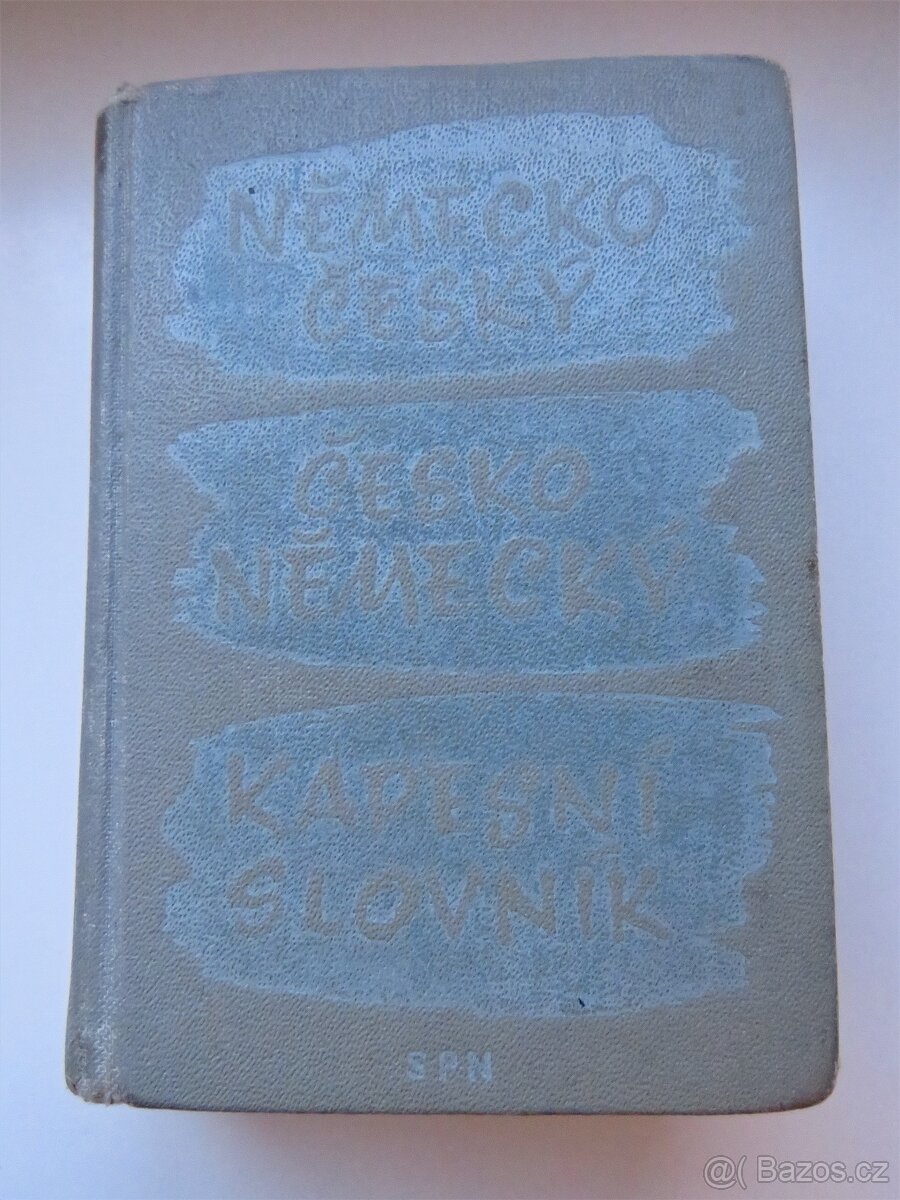 NĚMECKO
ČESKÝ
ČESKO
NĚMECKÝ
KAPESNÍ
SLOVNÍK
SPN
@( Bazos.cz